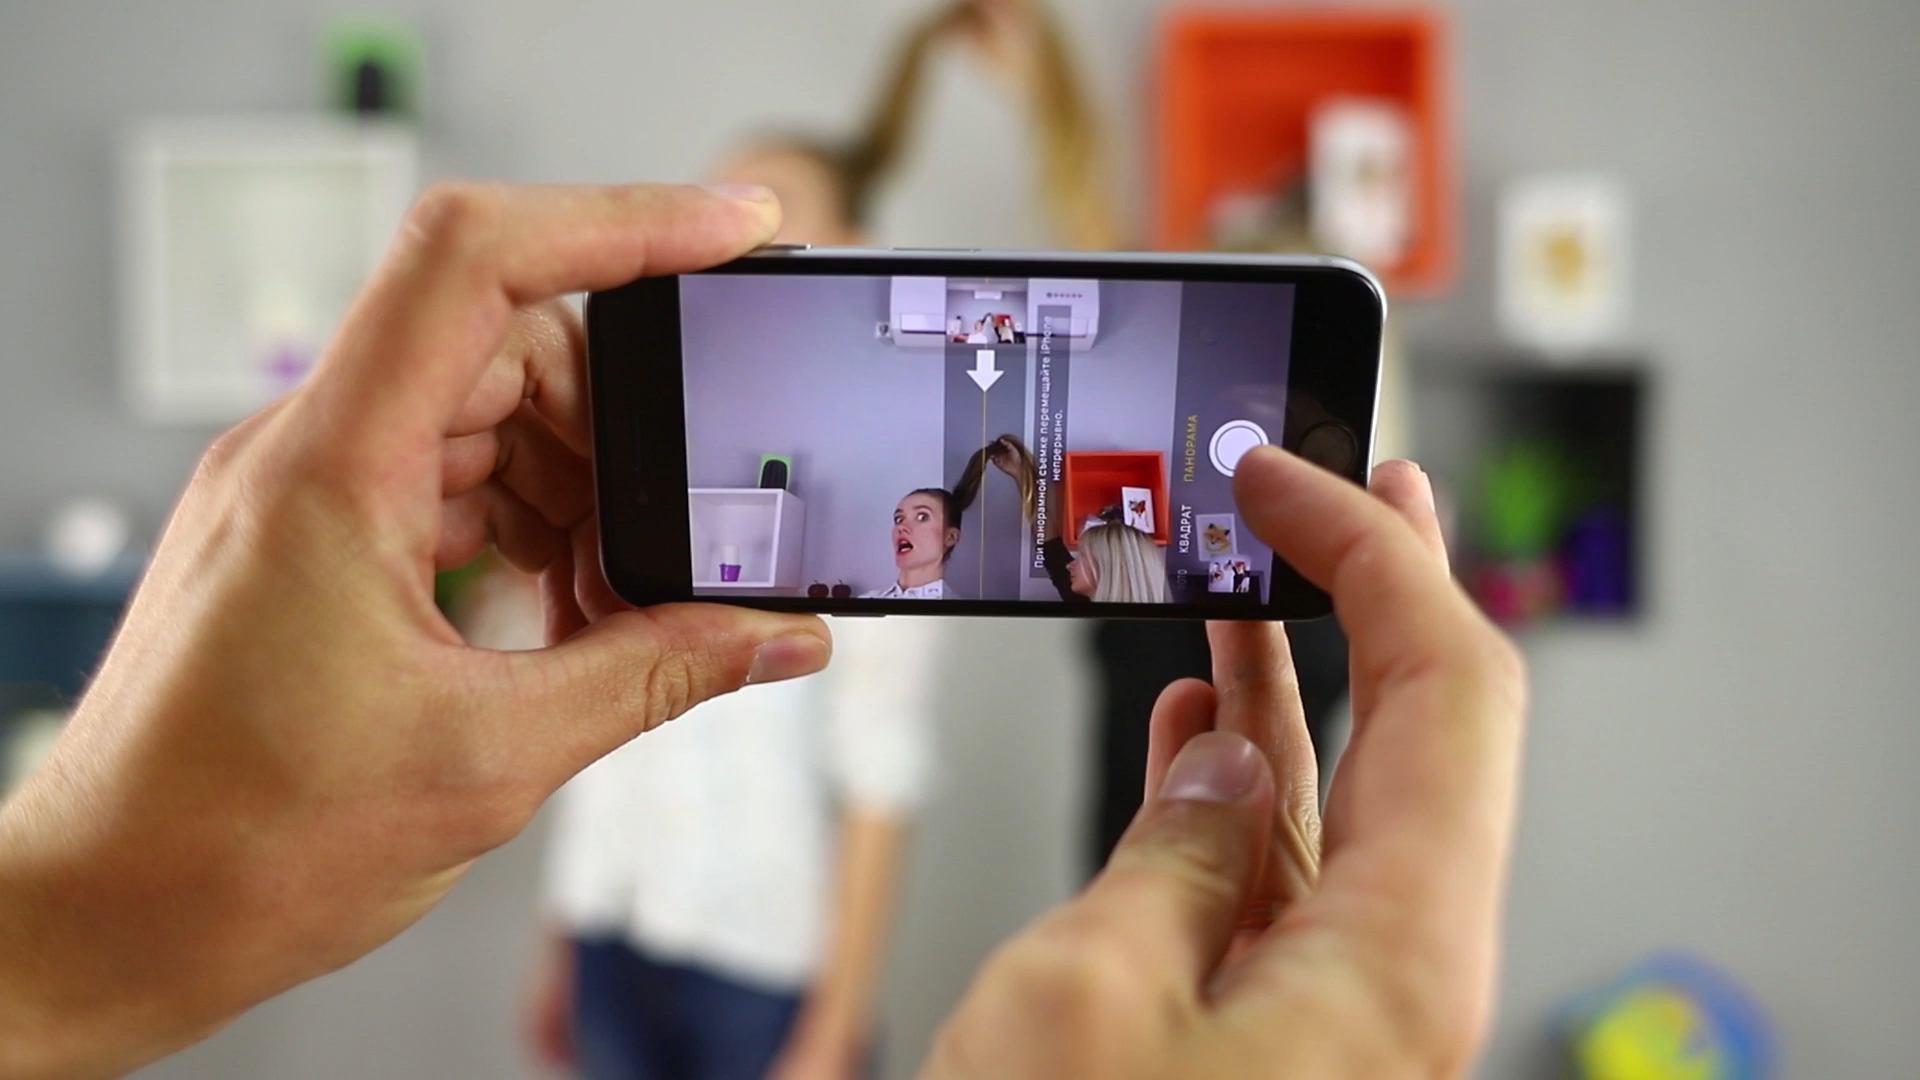 При панорамной съемке перемещайте iPhone
непрерывно.
ПАНОРАМА
КВАДРАТ